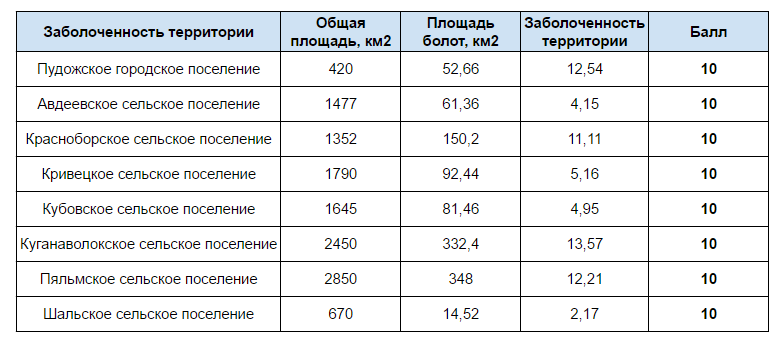 Заболоченность территории Общая площадь, км2 Площадь болот, км2 Заболоченность территории Балл
Пудожское городское поселение 420 52,66 12,54 10
Авдеевское сельское поселение 1477 61,36 4,15 10
Красноборское сельское поселение 1352 150,2 11,11 10
Кривецкое сельское поселение 1790 92,44 5,16 10
Кубовское сельское поселение 1645 81,46 4,95 10
Куганаволокское сельское поселение 2450 332,4 13,57 10
Пяльмское сельское поселение 2850 348 12,21 10
Шальское сельское поселение 670 14,52 2,17 10